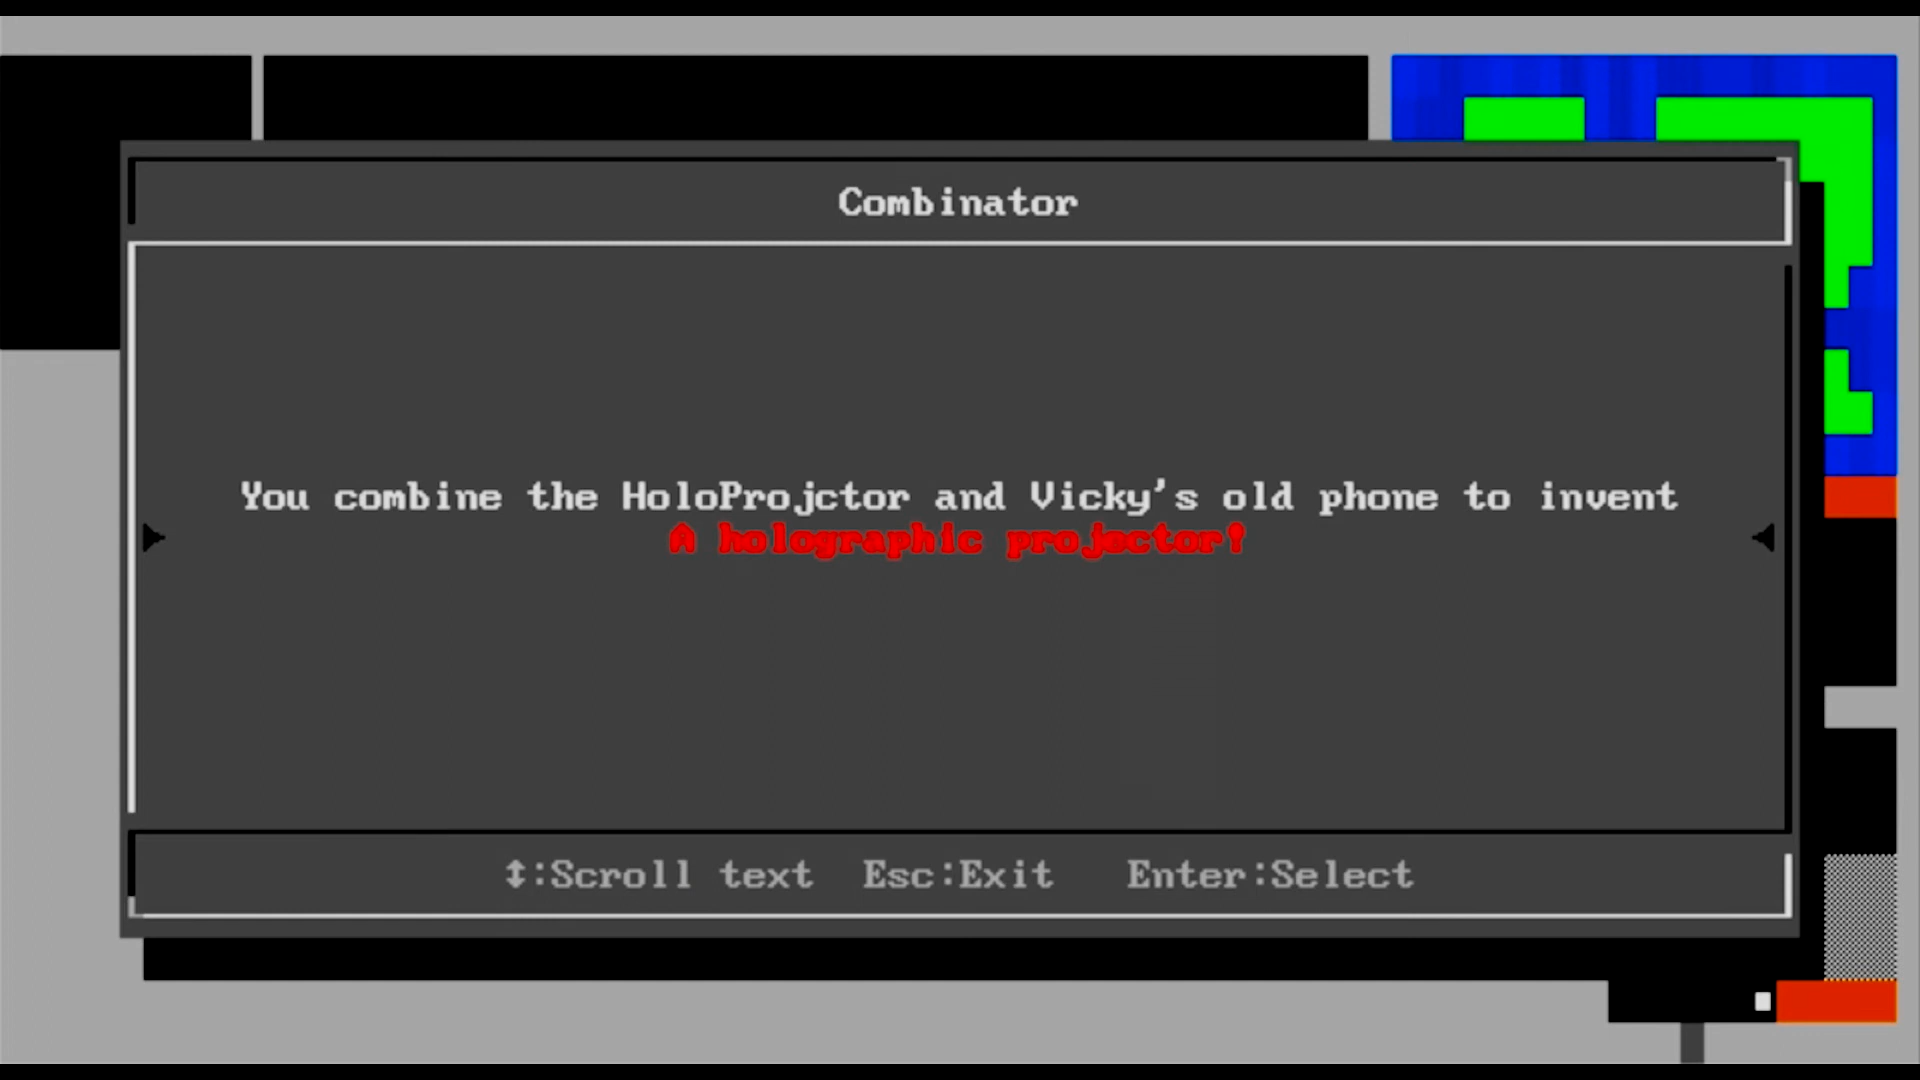 Combinator
You combine the HoloProjctor and Vicky's old phone to invent
A holographic projector!
↕:Scroll text Esc:Exit Enter:Select